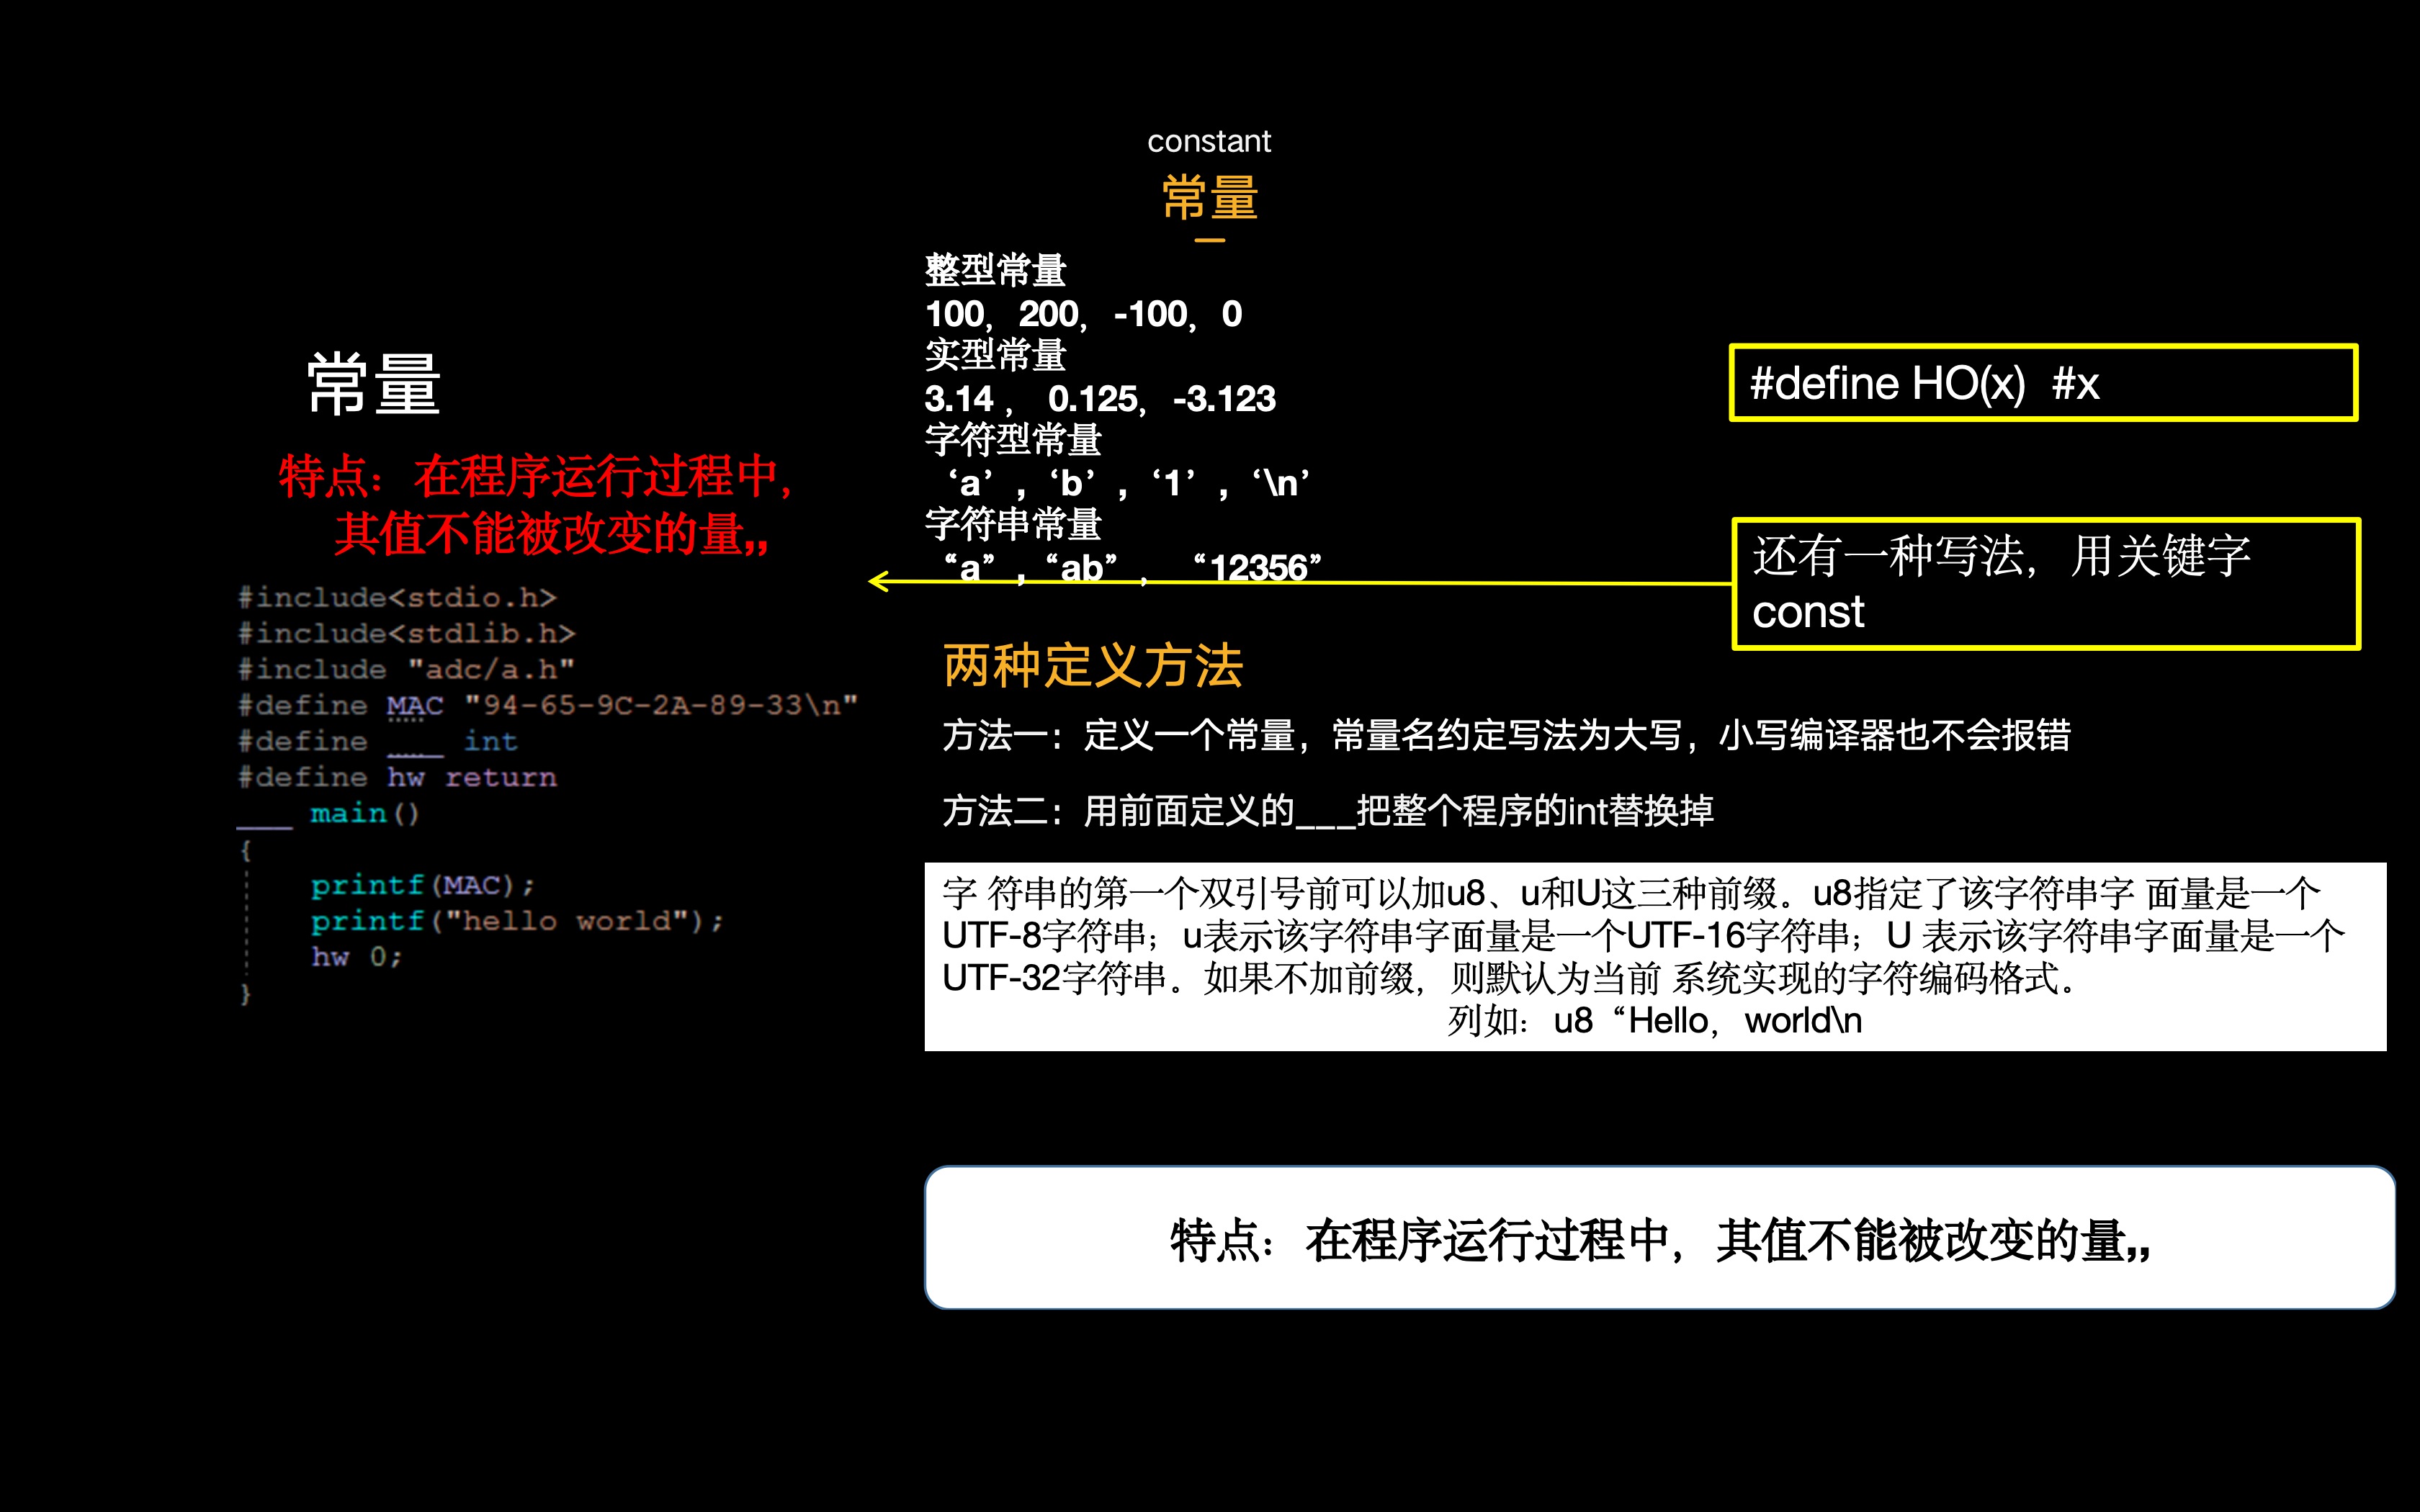 constant
常量
常量
特点：在程序运行过程中，
其值不能被改变的量,,
#include<stdio.h>
#include<stdlib.h>
#include "adc/a.h"
#define MAC "94-65-9C-2A-89-33\n"
#define ___ int
#define hw return
___ main()
{
printf(MAC);
printf("hello world");
hw 0;
}
整型常量
100，200，-100，0
实型常量
3.14 ， 0.125，-3.123
字符型常量
‘a’，‘b’，‘1’，‘\n’
字符串常量
“a”，“ab”， “12356”
两种定义方法
方法一：定义一个常量，常量名约定写法为大写，小写编译器也不会报错
方法二：用前面定义的___把整个程序的int替换掉
#define HO(x)  #x
还有一种写法，用关键字
const
字 符串的第一个双引号前可以加u8、u和U这三种前缀。u8指定了该字符串字 面量是一个
UTF-8字符串；u表示该字符串字面量是一个UTF-16字符串；U 表示该字符串字面量是一个
UTF-32字符串。如果不加前缀，则默认为当前 系统实现的字符编码格式。
列如：u8“Hello，world\n
特点：在程序运行过程中，其值不能被改变的量,,